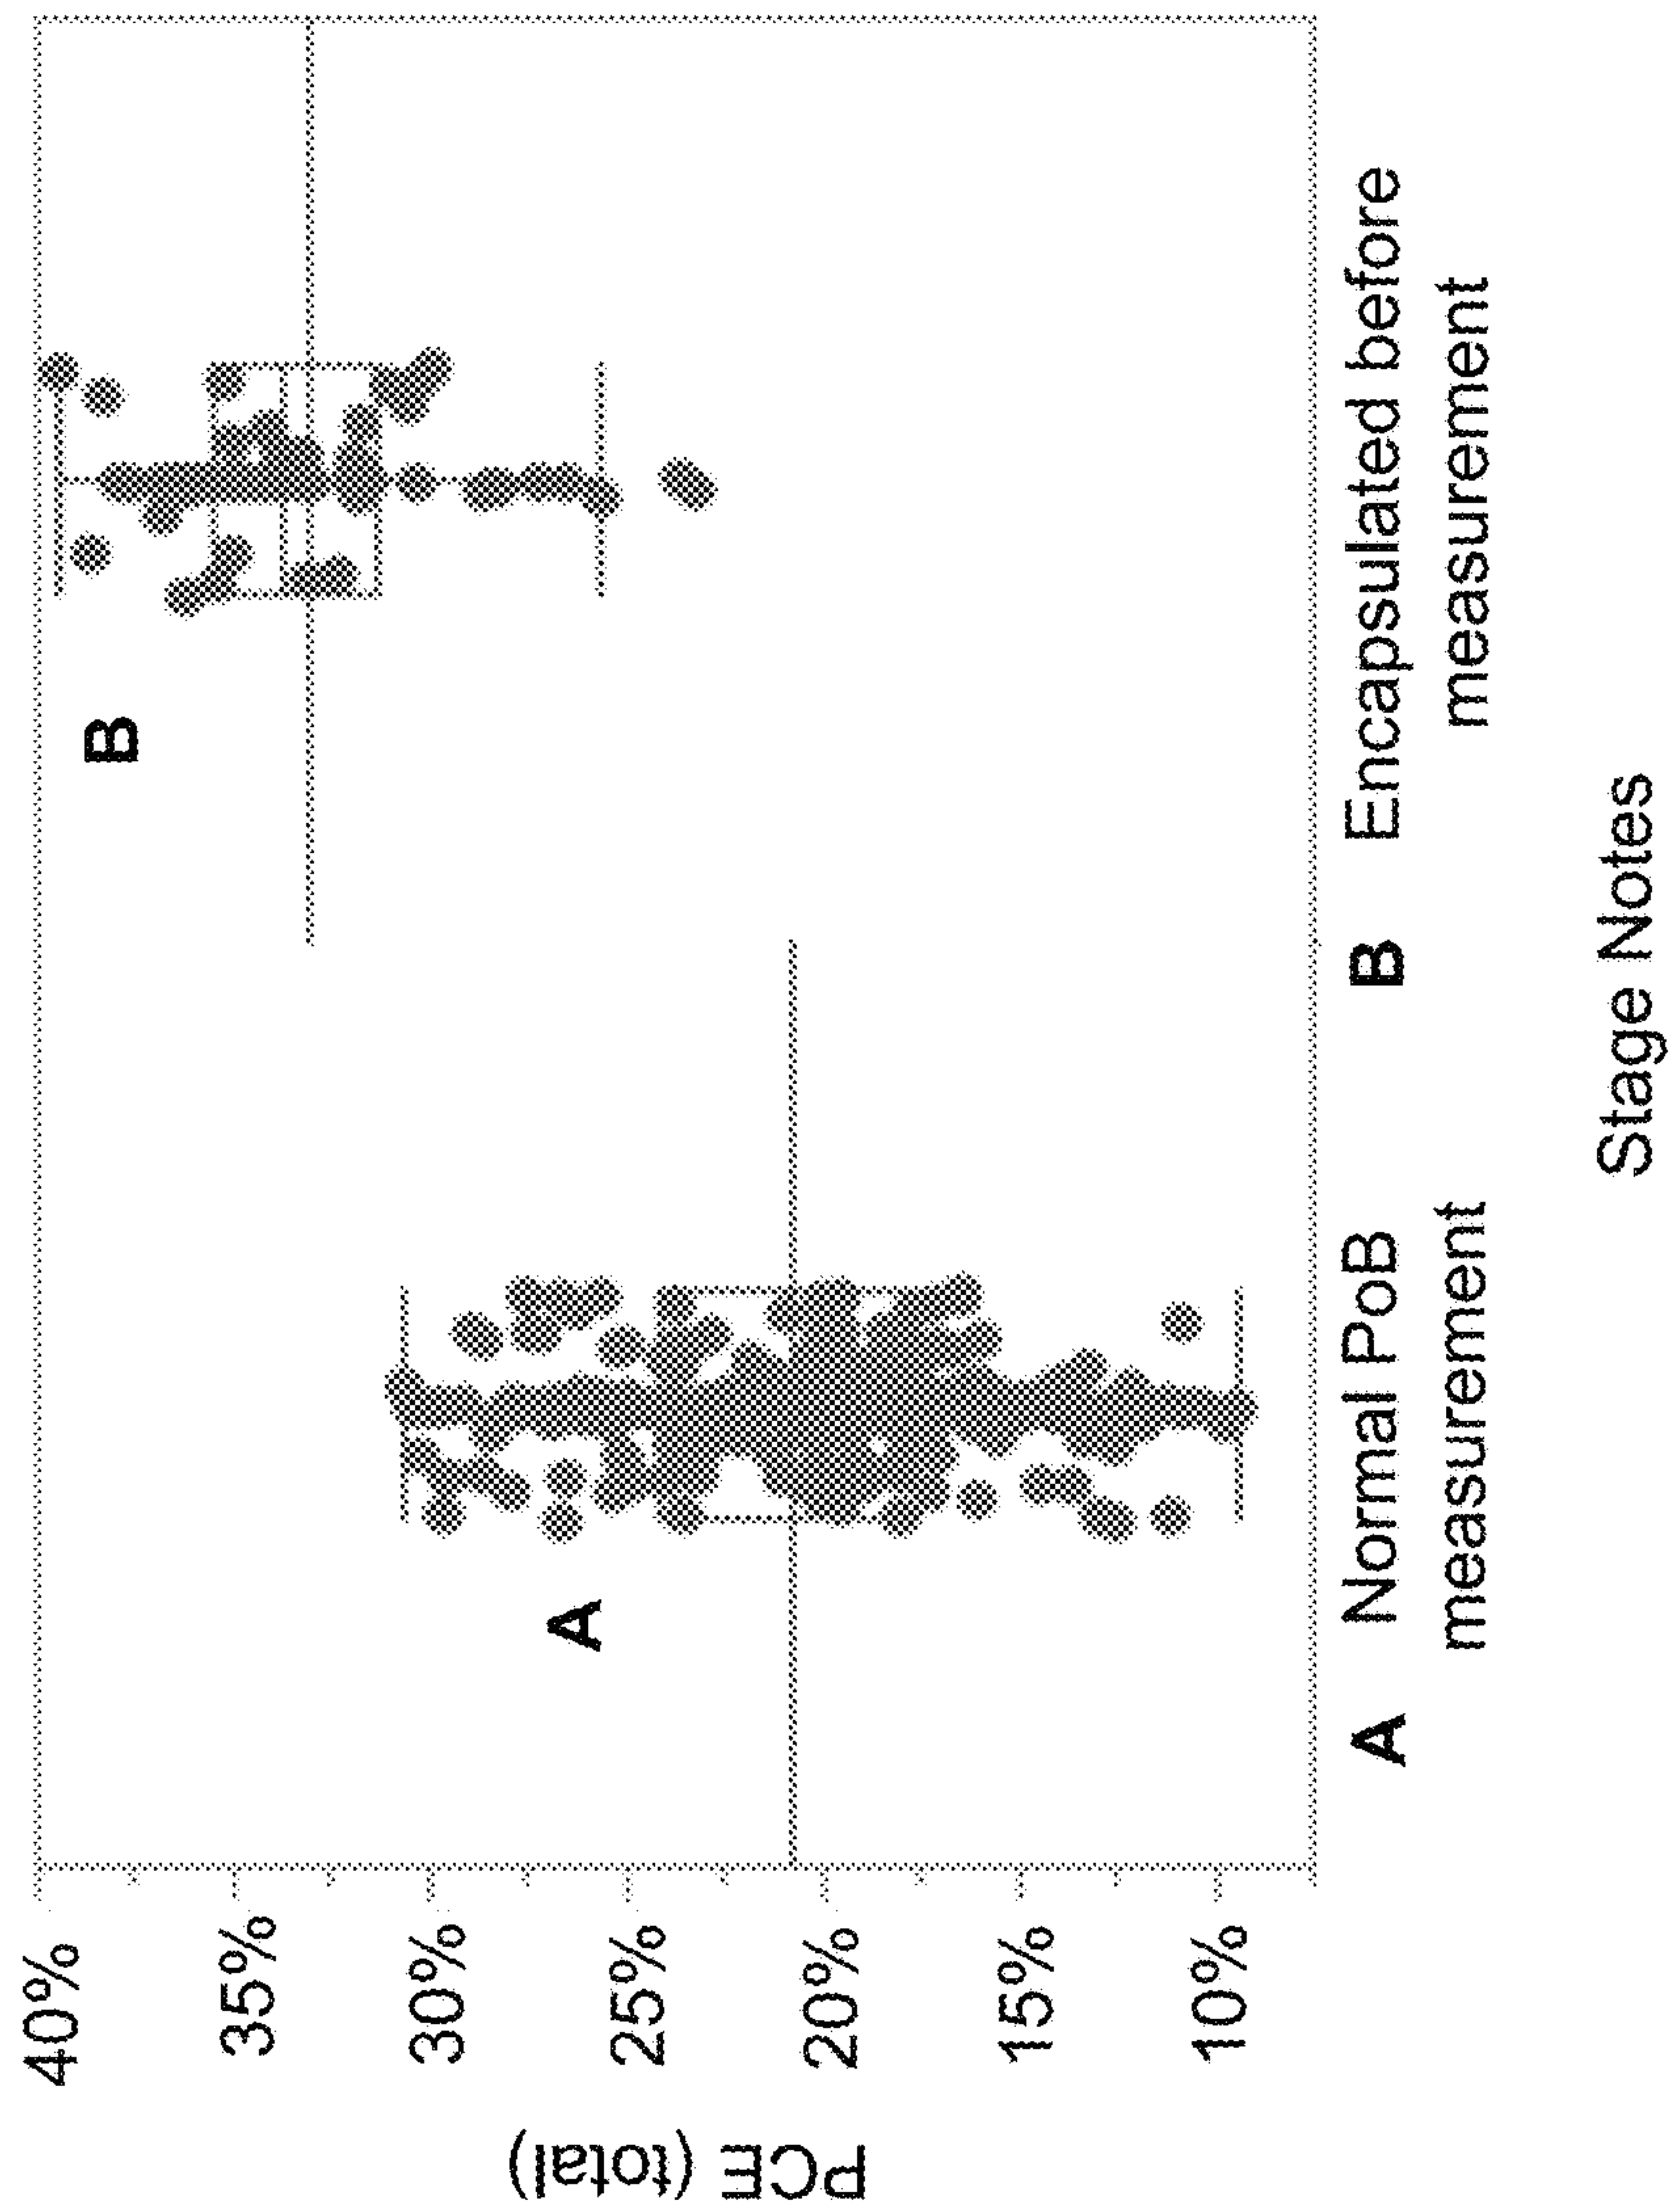 PCE (total)
40%
35%
30%
25%
20%
15%
10%
A
B
A Normal PoB
measurement
B Encapsulated before
measurement
Stage Notes